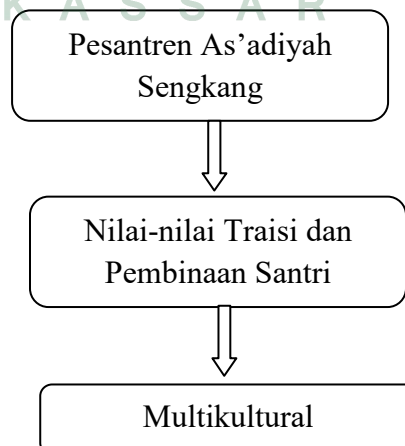 K A S S A R
Pesantren As’adiyah
Sengkang
Nilai-nilai Traisi dan
Pembinaan Santri
Multikultural